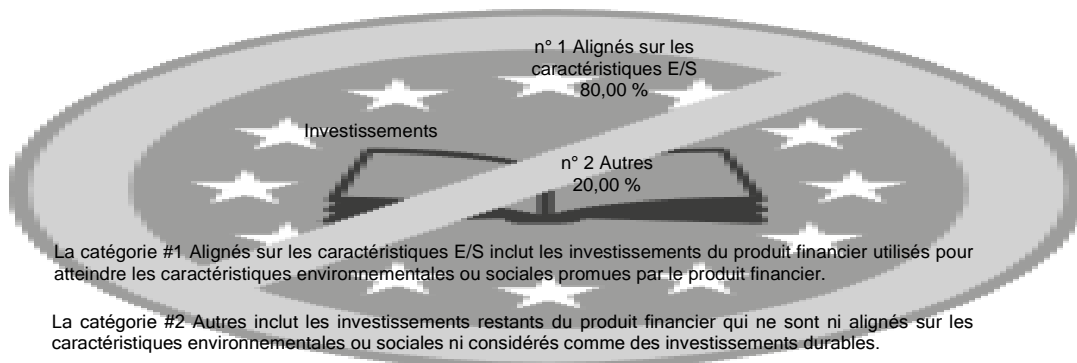 n° 1 Alignés sur les
caractéristiques E/S
80,00 %
Investissements
n° 2 Autres
20,00 %
La catégorie #1 Alignés sur les caractéristiques E/S inclut les investissements du produit financier utilisés pour
atteindre les caractéristiques environnementales ou sociales promues par le produit financier.
La catégorie #2 Autres inclut les investissements restants du produit financier qui ne sont ni alignés sur les
caractéristiques environnementales ou sociales ni considérés comme des investissements durables.